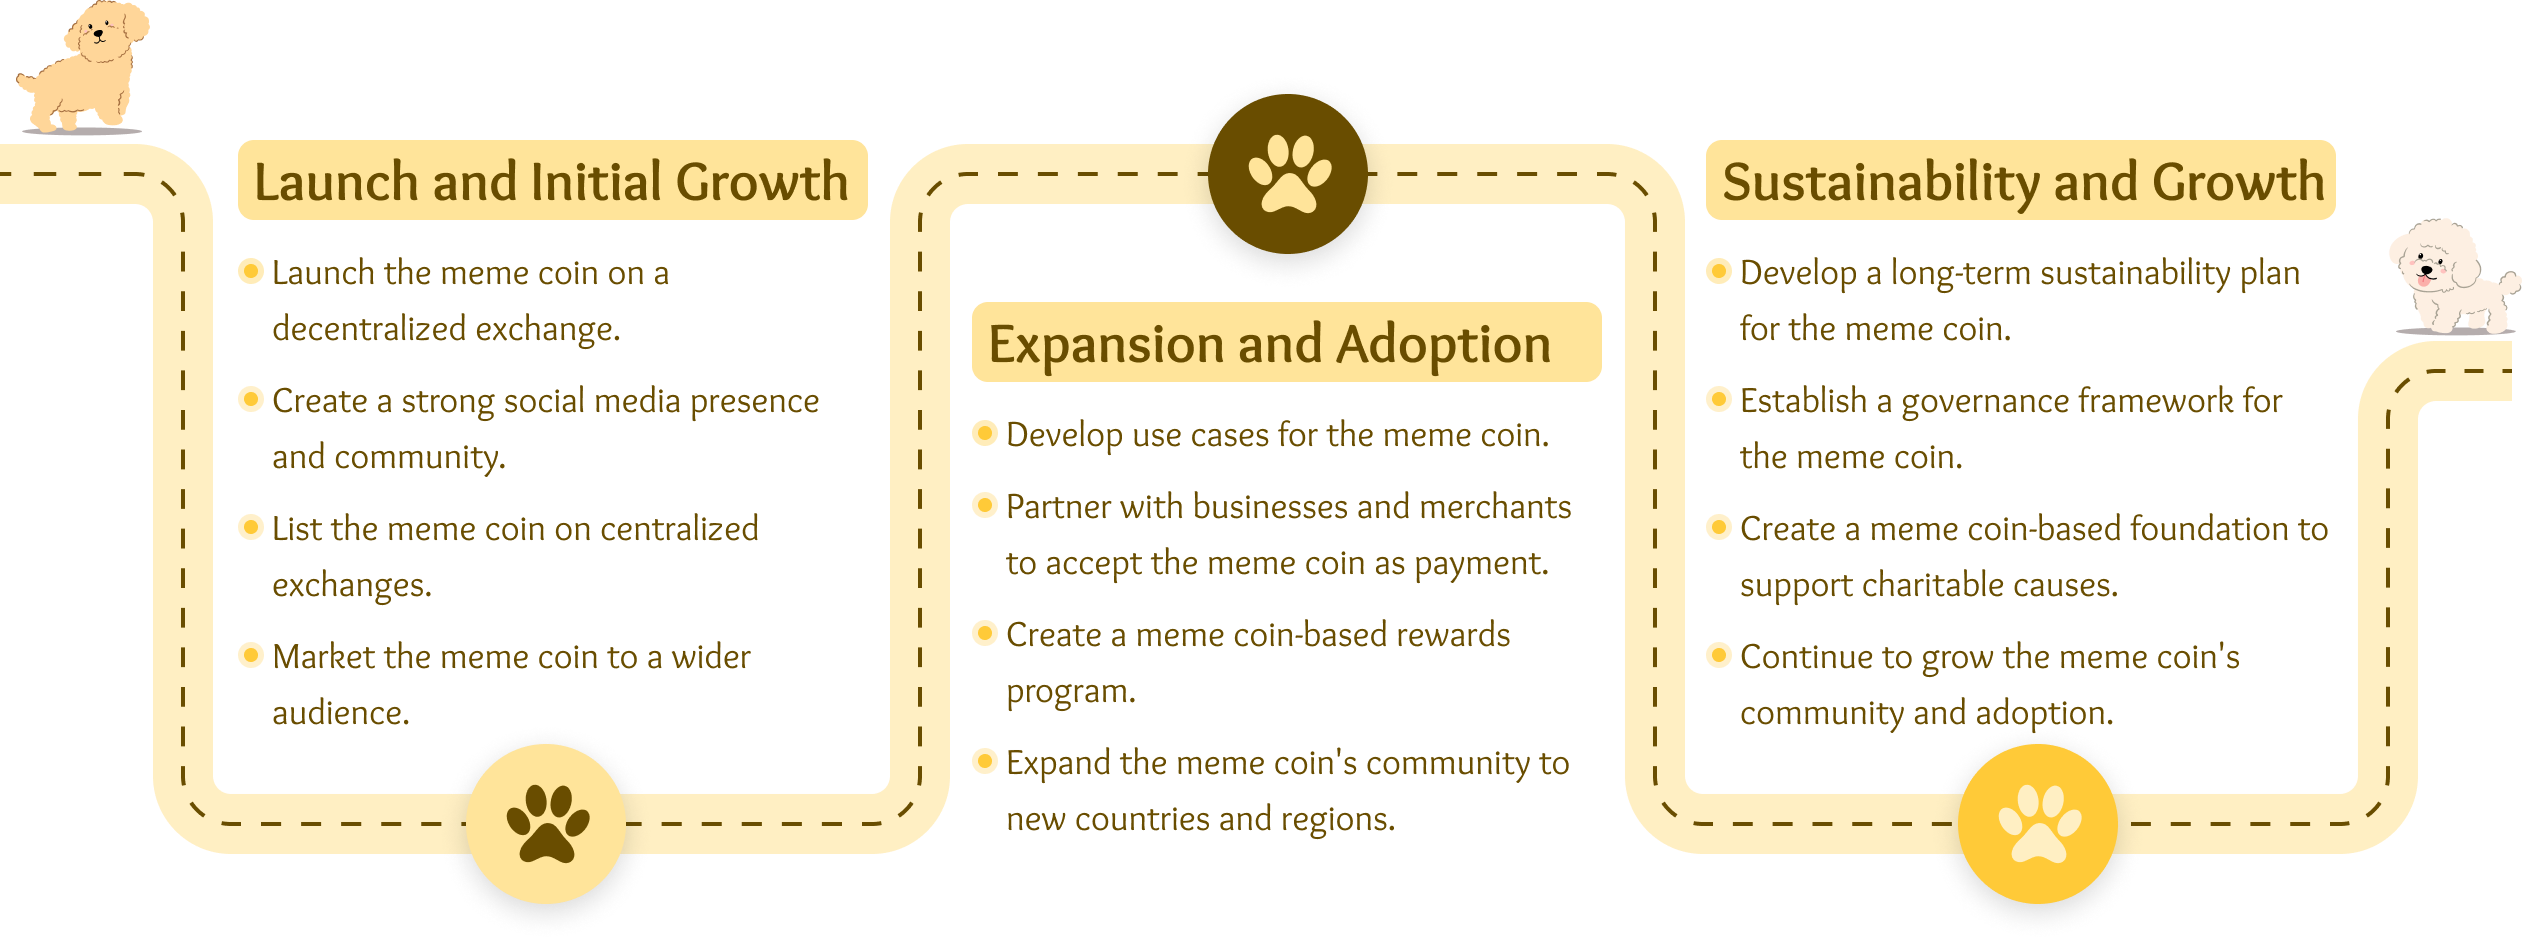 Launch and Initial Growth
Launch the meme coin on a
decentralized exchange.
Create a strong social media presence
and community.
List the meme coin on centralized
exchanges.
Market the meme coin to a wider
audience.
Expansion and Adoption
Develop use cases for the meme coin.
Partner with businesses and merchants
to accept the meme coin as payment.
Create a meme coin-based rewards
program.
Expand the meme coin's community to
new countries and regions.
Sustainability and Growth
Develop a long-term sustainability plan
for the meme coin.
Establish a governance framework for
the meme coin.
Create a meme coin-based foundation to
support charitable causes.
Continue to grow the meme coin's
community and adoption.